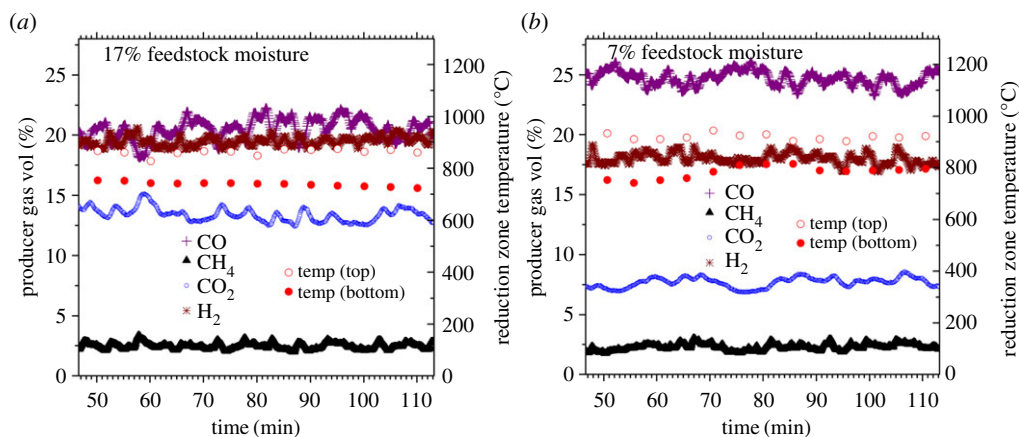 (a)
17% feedstock moisture
25
20
15
10
5
0
producer gas vol (%)
1200
1000
800
600
400
200
0
reduction zone temperature (°C)
CO
CH4
CO2
H2
temp (top)
temp (bottom)
50 60 70 80 90 100 110
time (min)
(b)
7% feedstock moisture
25
20
15
10
5
0
producer gas vol (%)
1200
1000
800
600
400
200
0
reduction zone temperature (°C)
CO
CH4
CO2
H2
temp (top)
temp (bottom)
50 60 70 80 90 100 110
time (min)